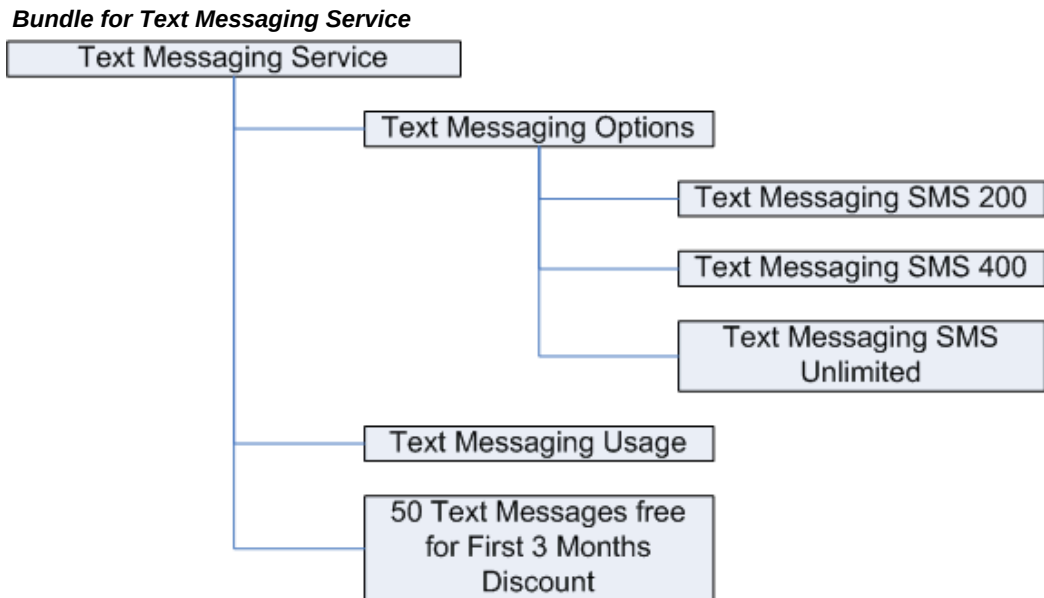 Bundle for Text Messaging Service
Text Messaging Service
Text Messaging Options
Text Messaging SMS 200
Text Messaging SMS 400
Text Messaging SMS
Unlimited
Text Messaging Usage
50 Text Messages free
for First 3 Months
Discount